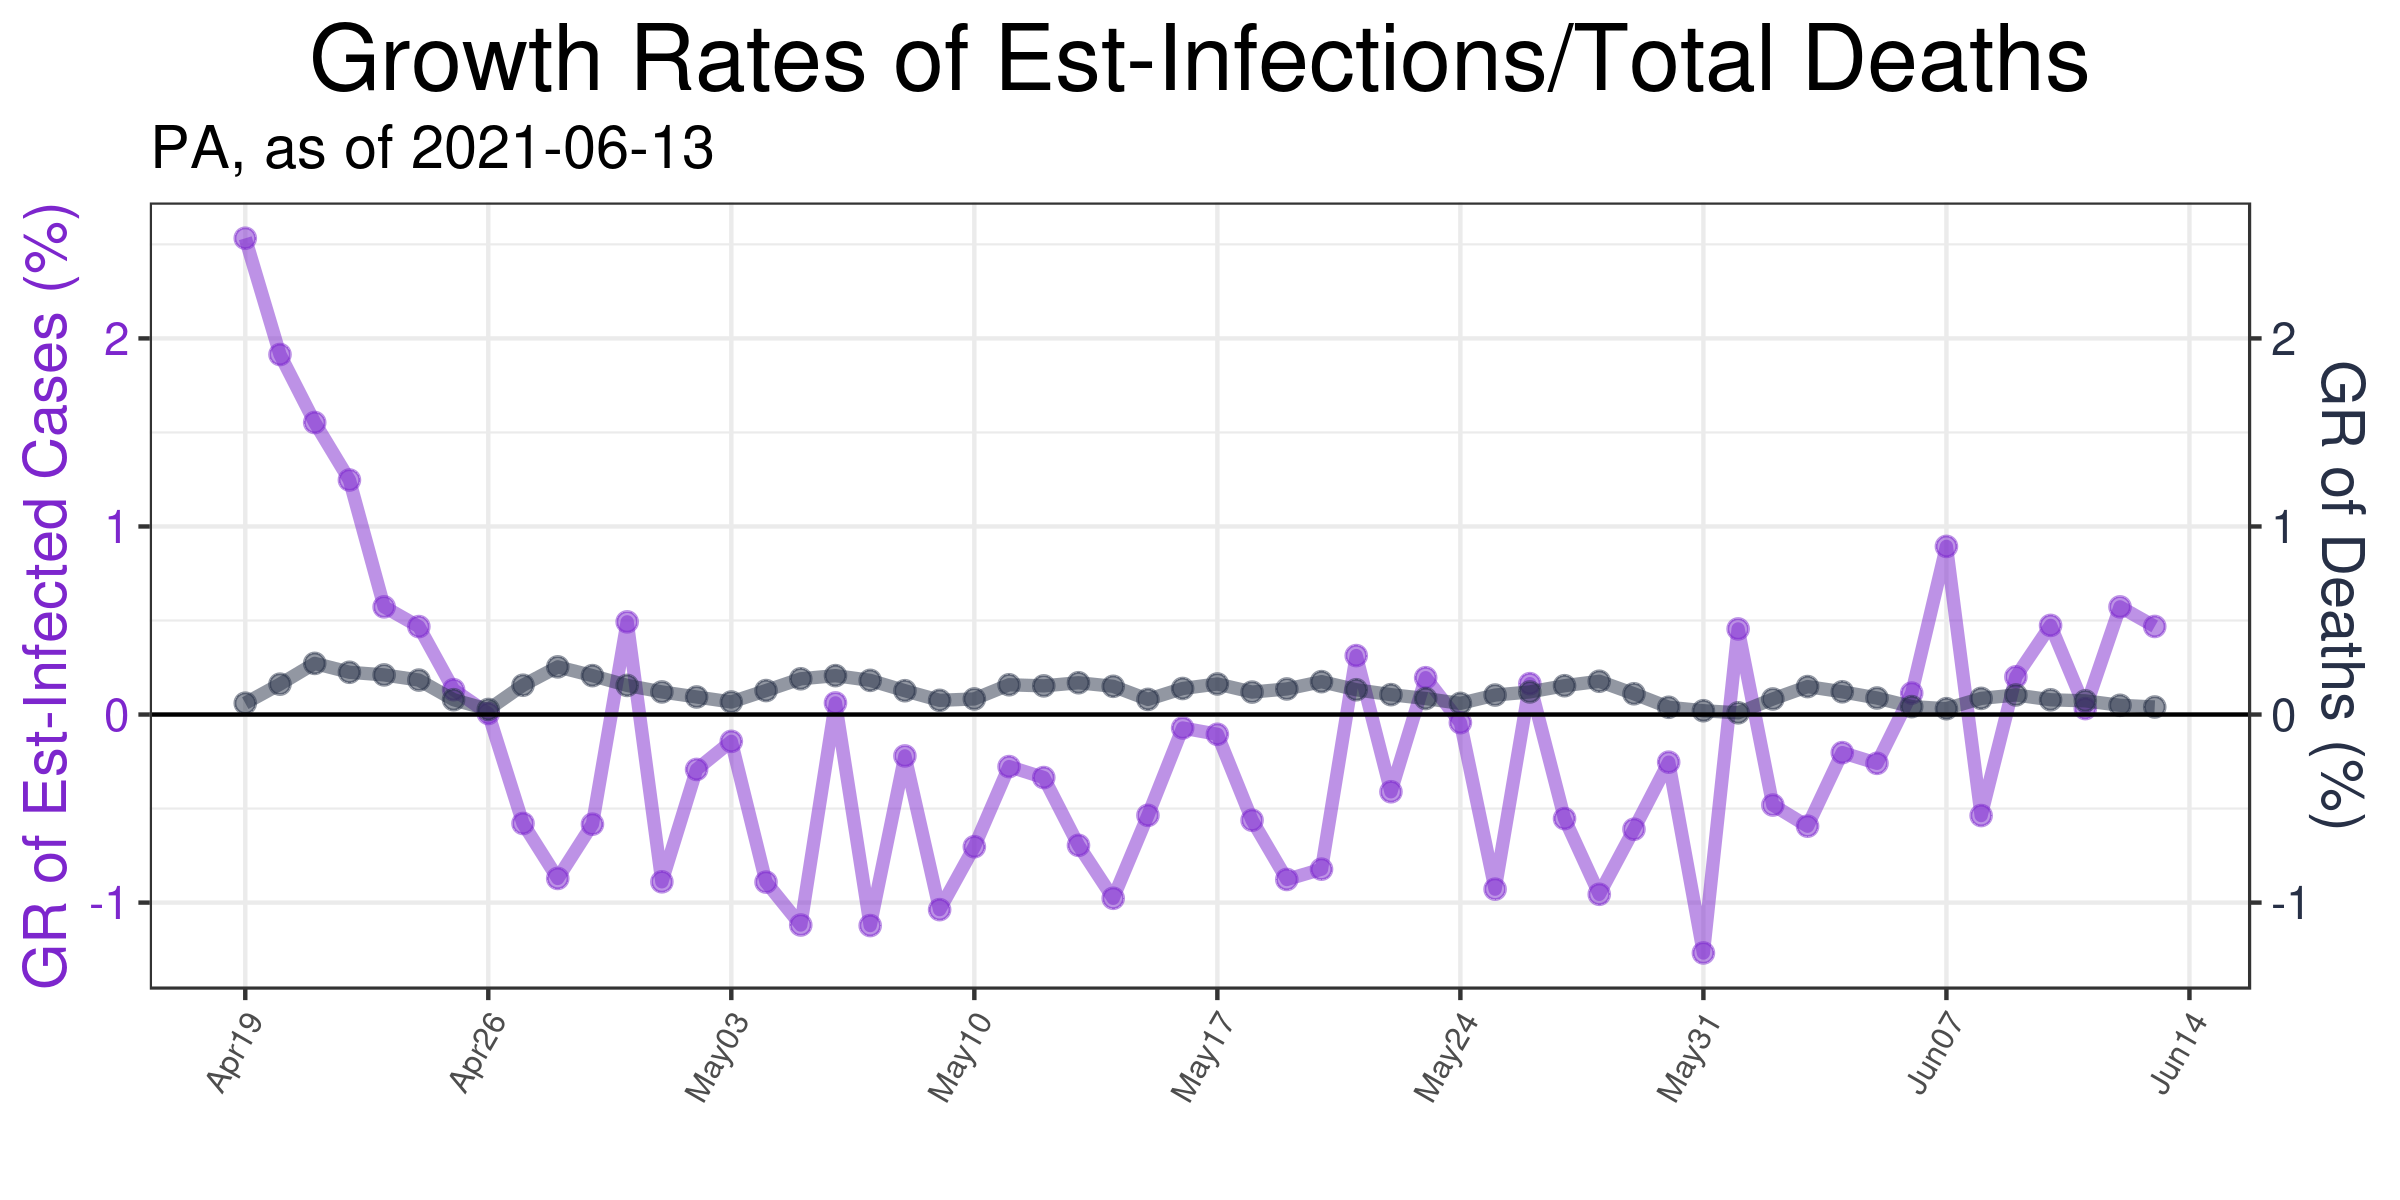 Growth Rates of Est-Infections/Total Deaths
PA, as of 2021-06-13
GR of Est-Infected Cases (%)
2
1
0
-1
2
1
0
-1
GR of Deaths (%)
Apr19
Apr26
May03
May10
May17
May24
May31
Jun07
Jun14